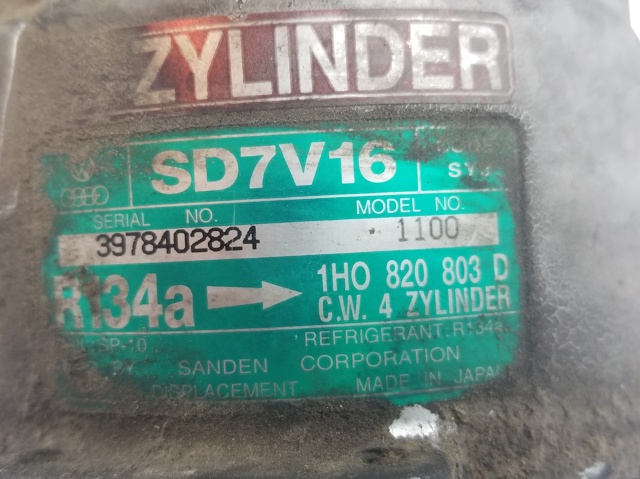 ZYLINDER
SD7V16
SERIAL NO. MODEL NO.
3978402824 1100
R134a 1H0 820 803 D
C.W. 4 ZYLINDER
SP-10 REFRIGERANT R134a
SANDEN CORPORATION
DISPLACEMENT MADE IN JAPAN